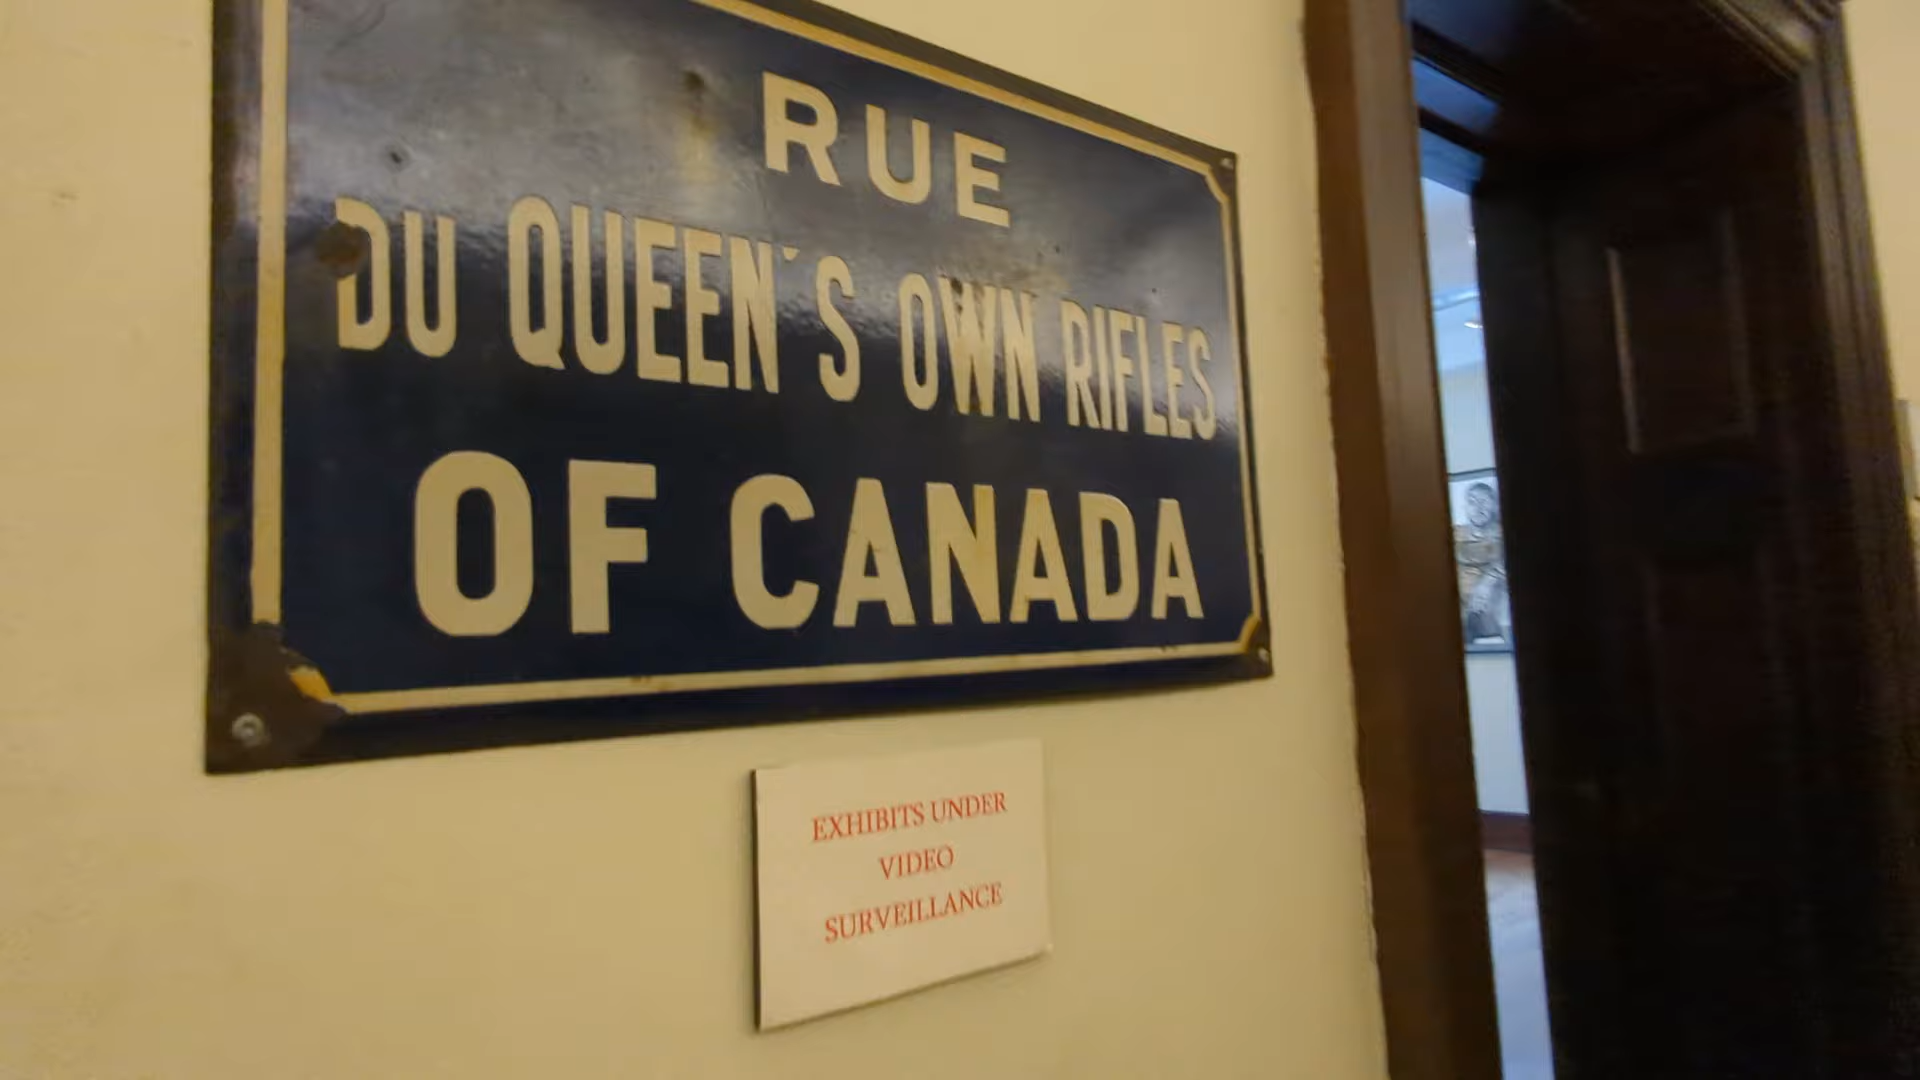 RUE
DU QUEEN'S OWN RIFLES
OF CANADA
EXHIBITS UNDER
VIDEO
SURVEILLANCE